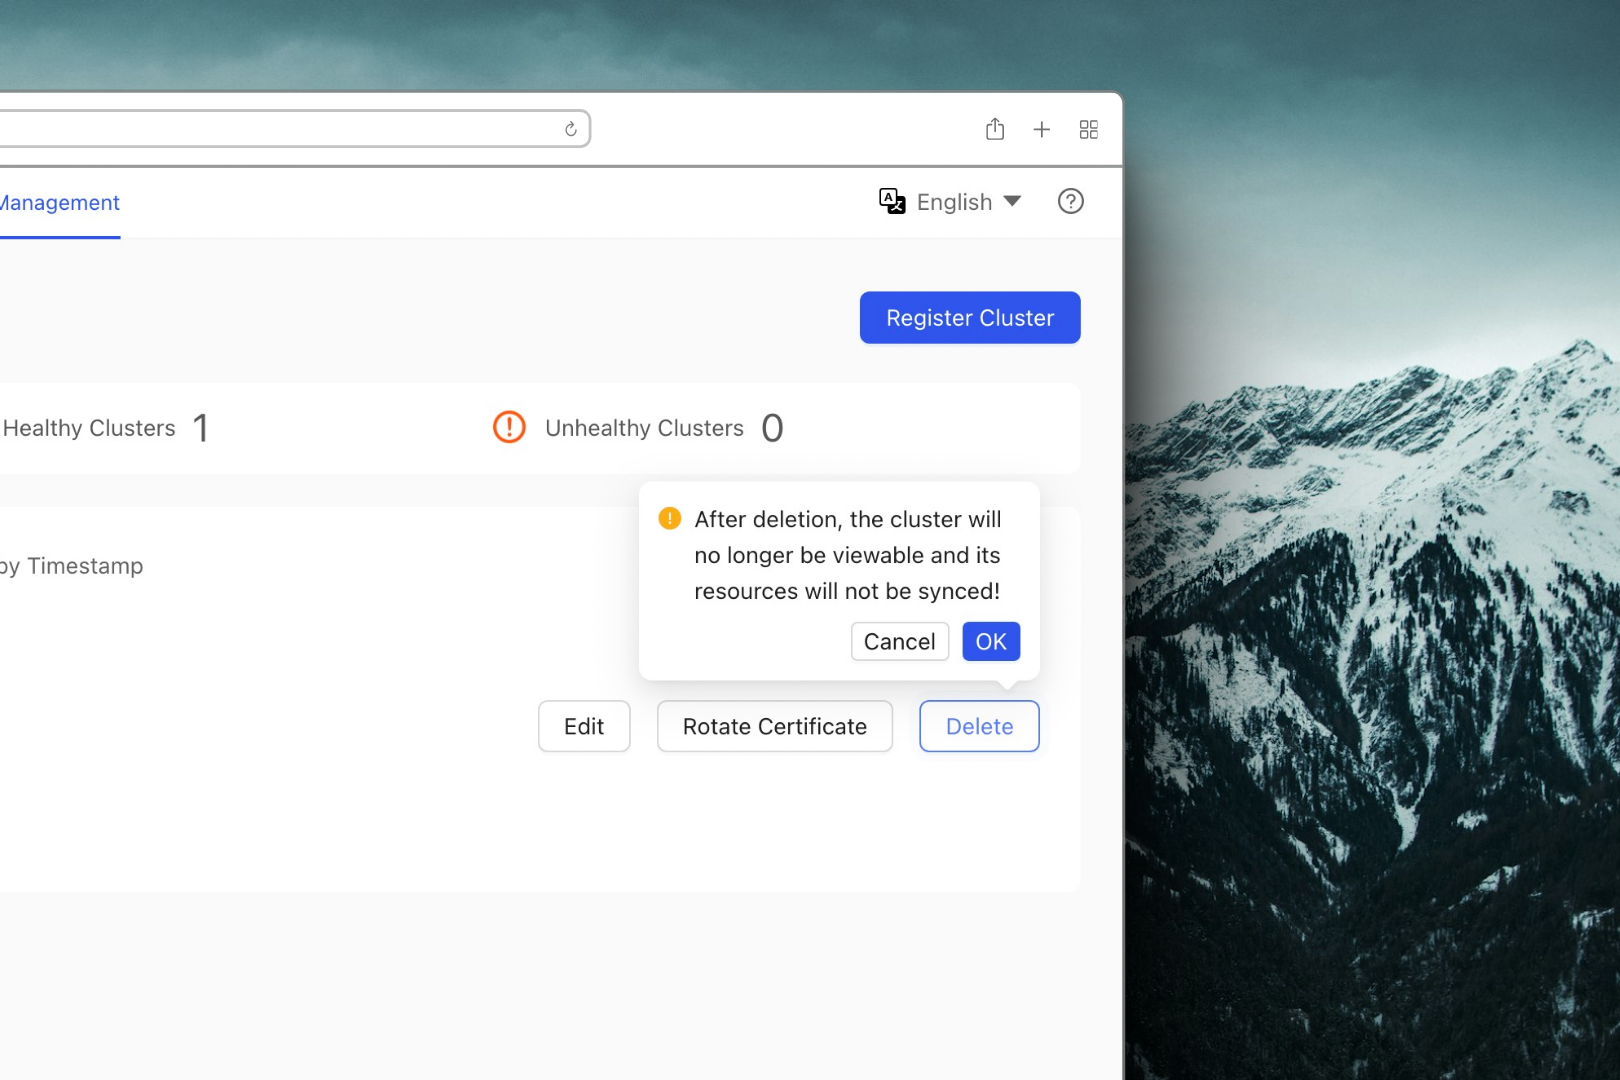 Management
English
Register Cluster
Healthy Clusters 1
Unhealthy Clusters 0
After deletion, the cluster will
no longer be viewable and its
resources will not be synced!
Cancel OK
by Timestamp
Edit
Rotate Certificate
Delete